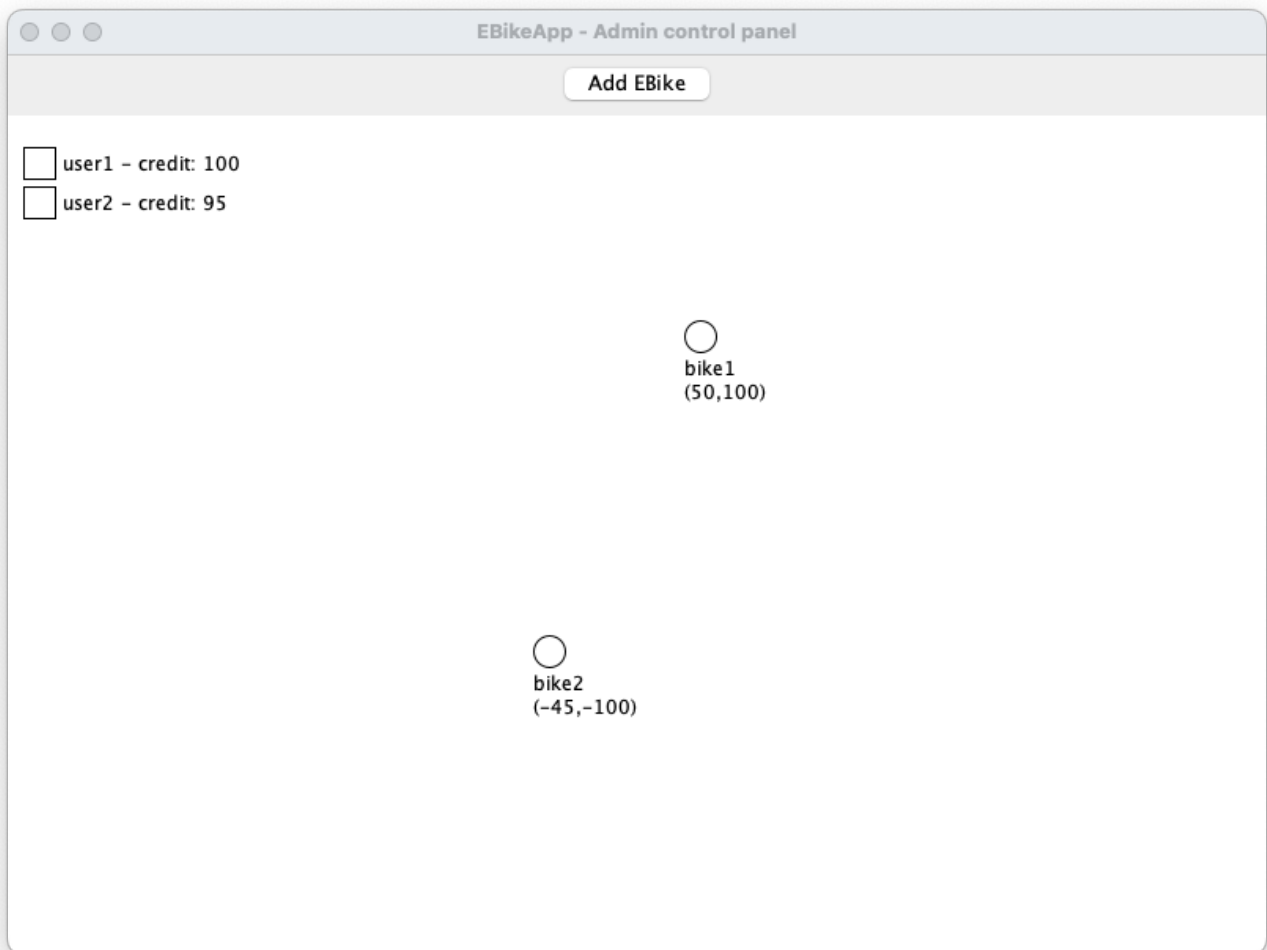 EBikeApp - Admin control panel
Add EBike
user1 - credit: 100
user2 - credit: 95
bike1
(50,100)
bike2
(-45,-100)